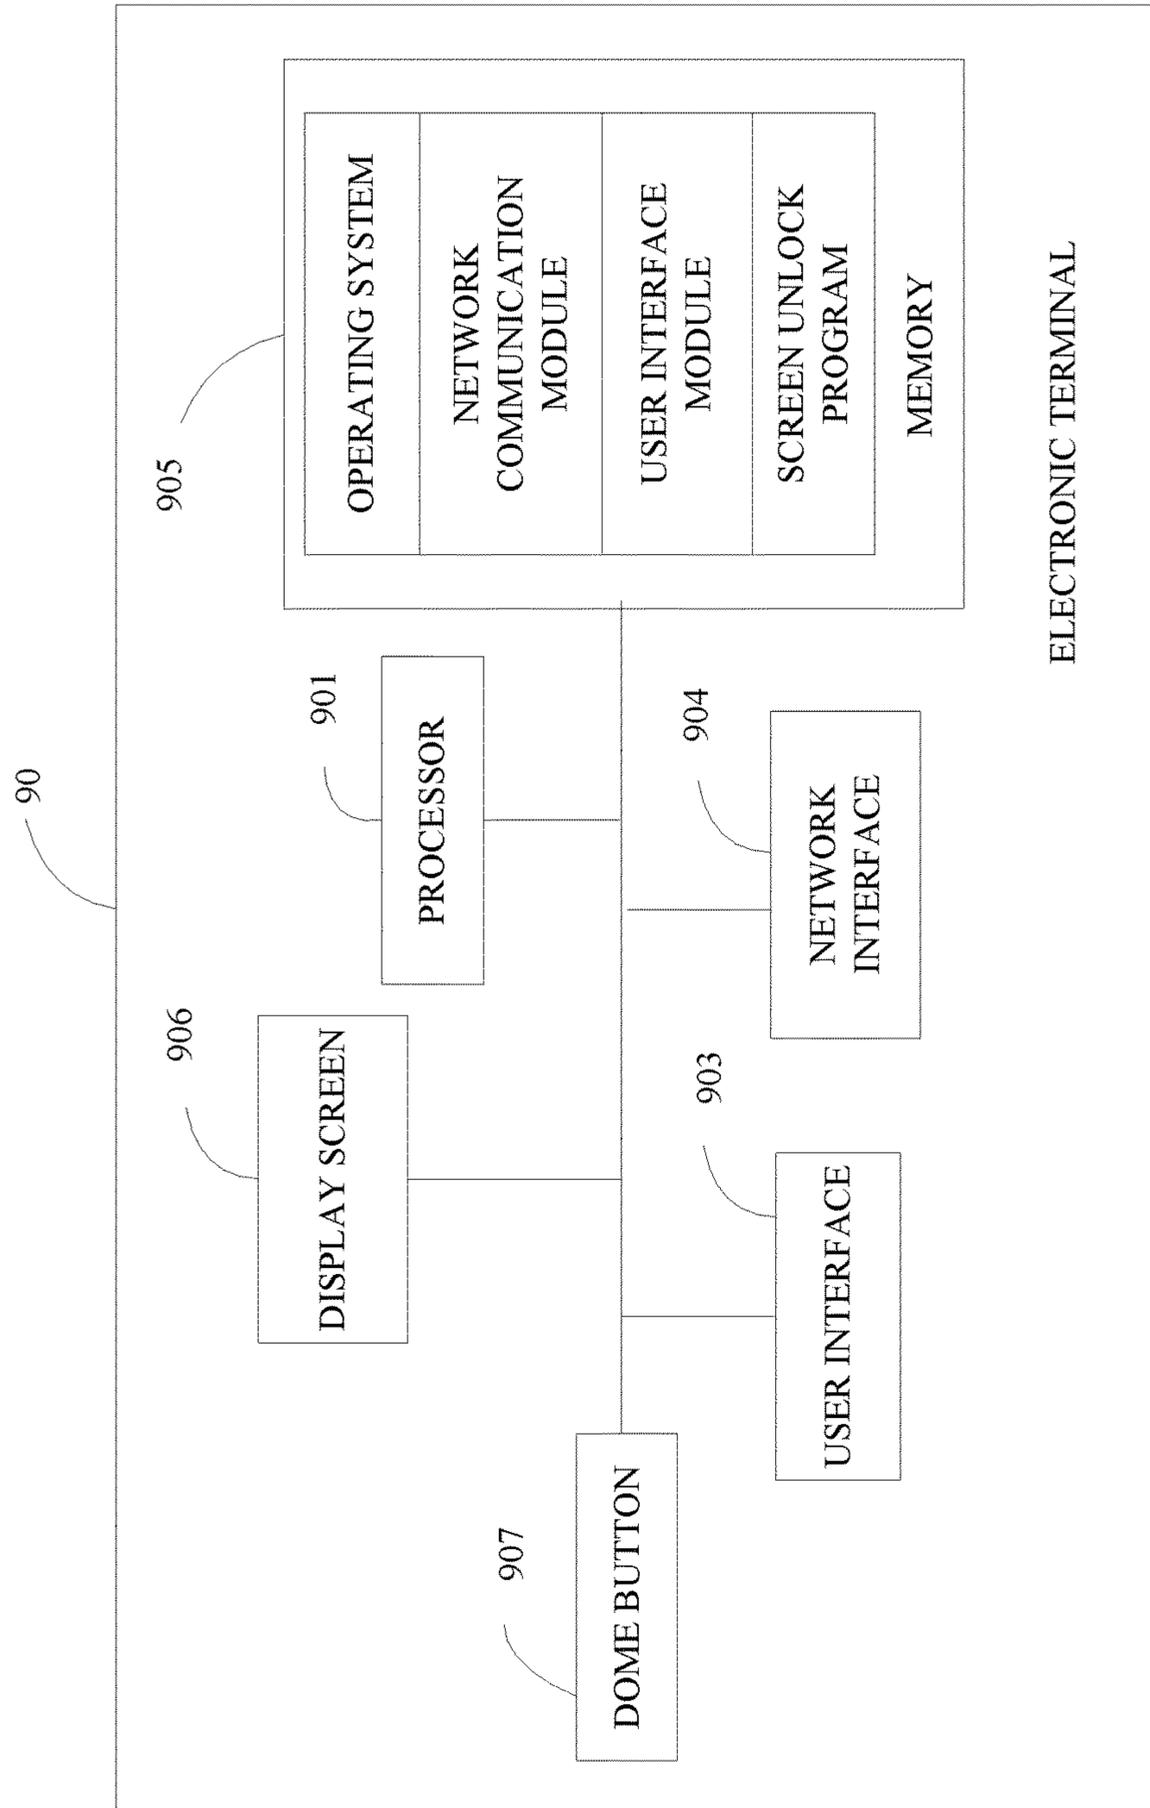 90
905
OPERATING SYSTEM
NETWORK
COMMUNICATION
MODULE
USER INTERFACE
MODULE
SCREEN UNLOCK
PROGRAM
MEMORY
901
PROCESSOR
906
DISPLAY SCREEN
907
DOME BUTTON
903
USER INTERFACE
904
NETWORK
INTERFACE
ELECTRONIC TERMINAL